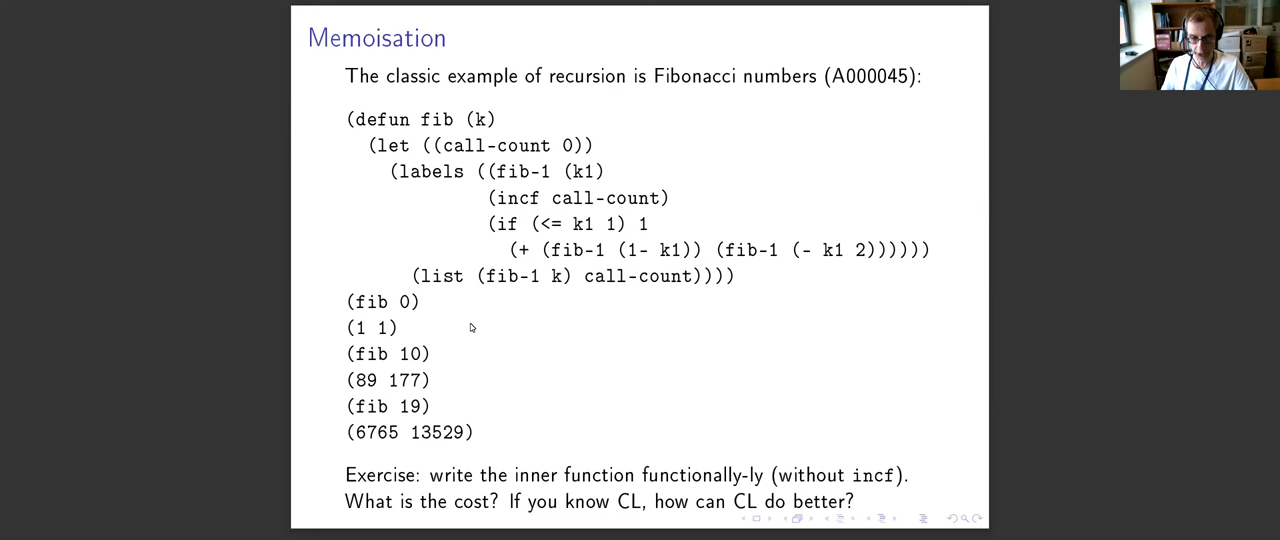 Memoisation
The classic example of recursion is Fibonacci numbers (A000045):
(defun fib (k)
  (let ((call-count 0))
    (labels ((fib-1 (k1)
             (incf call-count)
             (if (<= k1 1) 1
               (+ (fib-1 (1- k1)) (fib-1 (- k1 2))))))
      (list (fib-1 k) call-count))))
(fib 0)
(1 1)
(fib 10)
(89 177)
(fib 19)
(6765 13529)
Exercise: write the inner function functionally-ly (without incf).
What is the cost? If you know CL, how can CL do better?